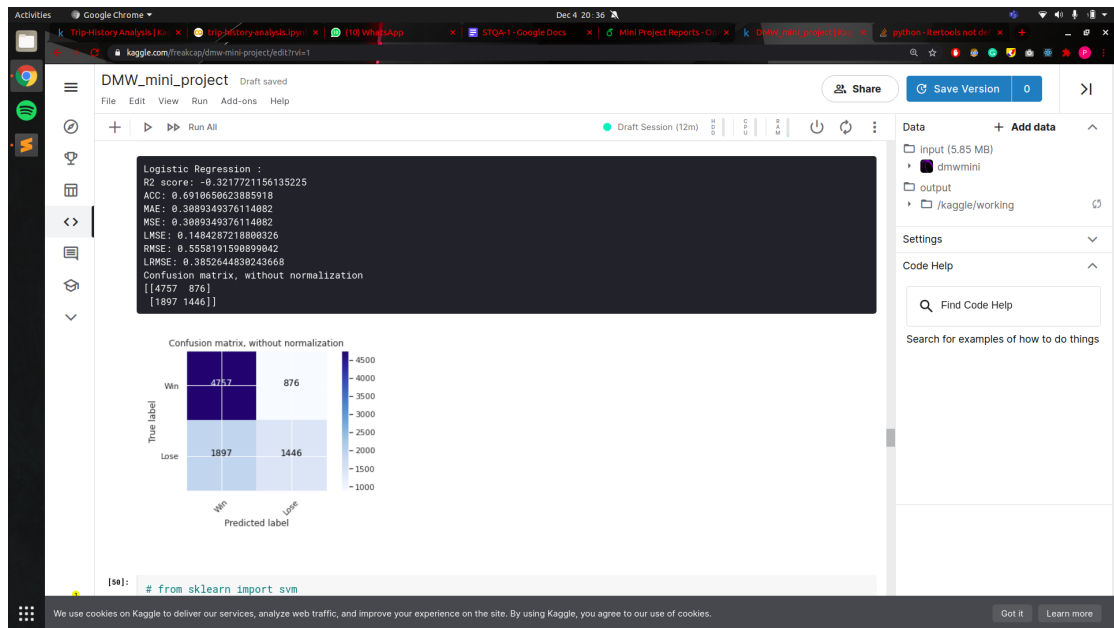 Activities
Google Chrome ▾
Dec 4 20:36
Trip-History Analysis | Ka
trip-history-analysis.ipyn
(10) WhatsApp
STQA-1 - Google Docs
Mini Project Reports - O
DMW_mini_project | Ka
python - itertools not de
kaggle.com/freakcap/dmw-mini-project/edit?rvi=1
DMW_mini_project
Draft saved
File Edit View Run Add-ons Help
Share
Save Version 0
Run All
Draft Session (12m)
HDD
CPU
RAM
Data
+ Add data
input (5.85 MB)
dmwmini
output
/kaggle/working
Settings
Code Help
Find Code Help
Search for examples of how to do things
Logistic Regression :
R2 score: -0.3217721156135225
ACC: 0.6910650623885918
MAE: 0.3089349376114082
MSE: 0.3089349376114082
LMSE: 0.1484287218800326
RMSE: 0.5558191590899042
LRMSE: 0.3852644830243668
Confusion matrix, without normalization
[[4757 876]
[1897 1446]]
Confusion matrix, without normalization
True label
Win
Lose
4757 876
1897 1446
4500
4000
3500
3000
2500
2000
1500
1000
Win
Lose
Predicted label
[50]:
# from sklearn import svm
We use cookies on Kaggle to deliver our services, analyze web traffic, and improve your experience on the site. By using Kaggle, you agree to our use of cookies.
Got it
Learn more